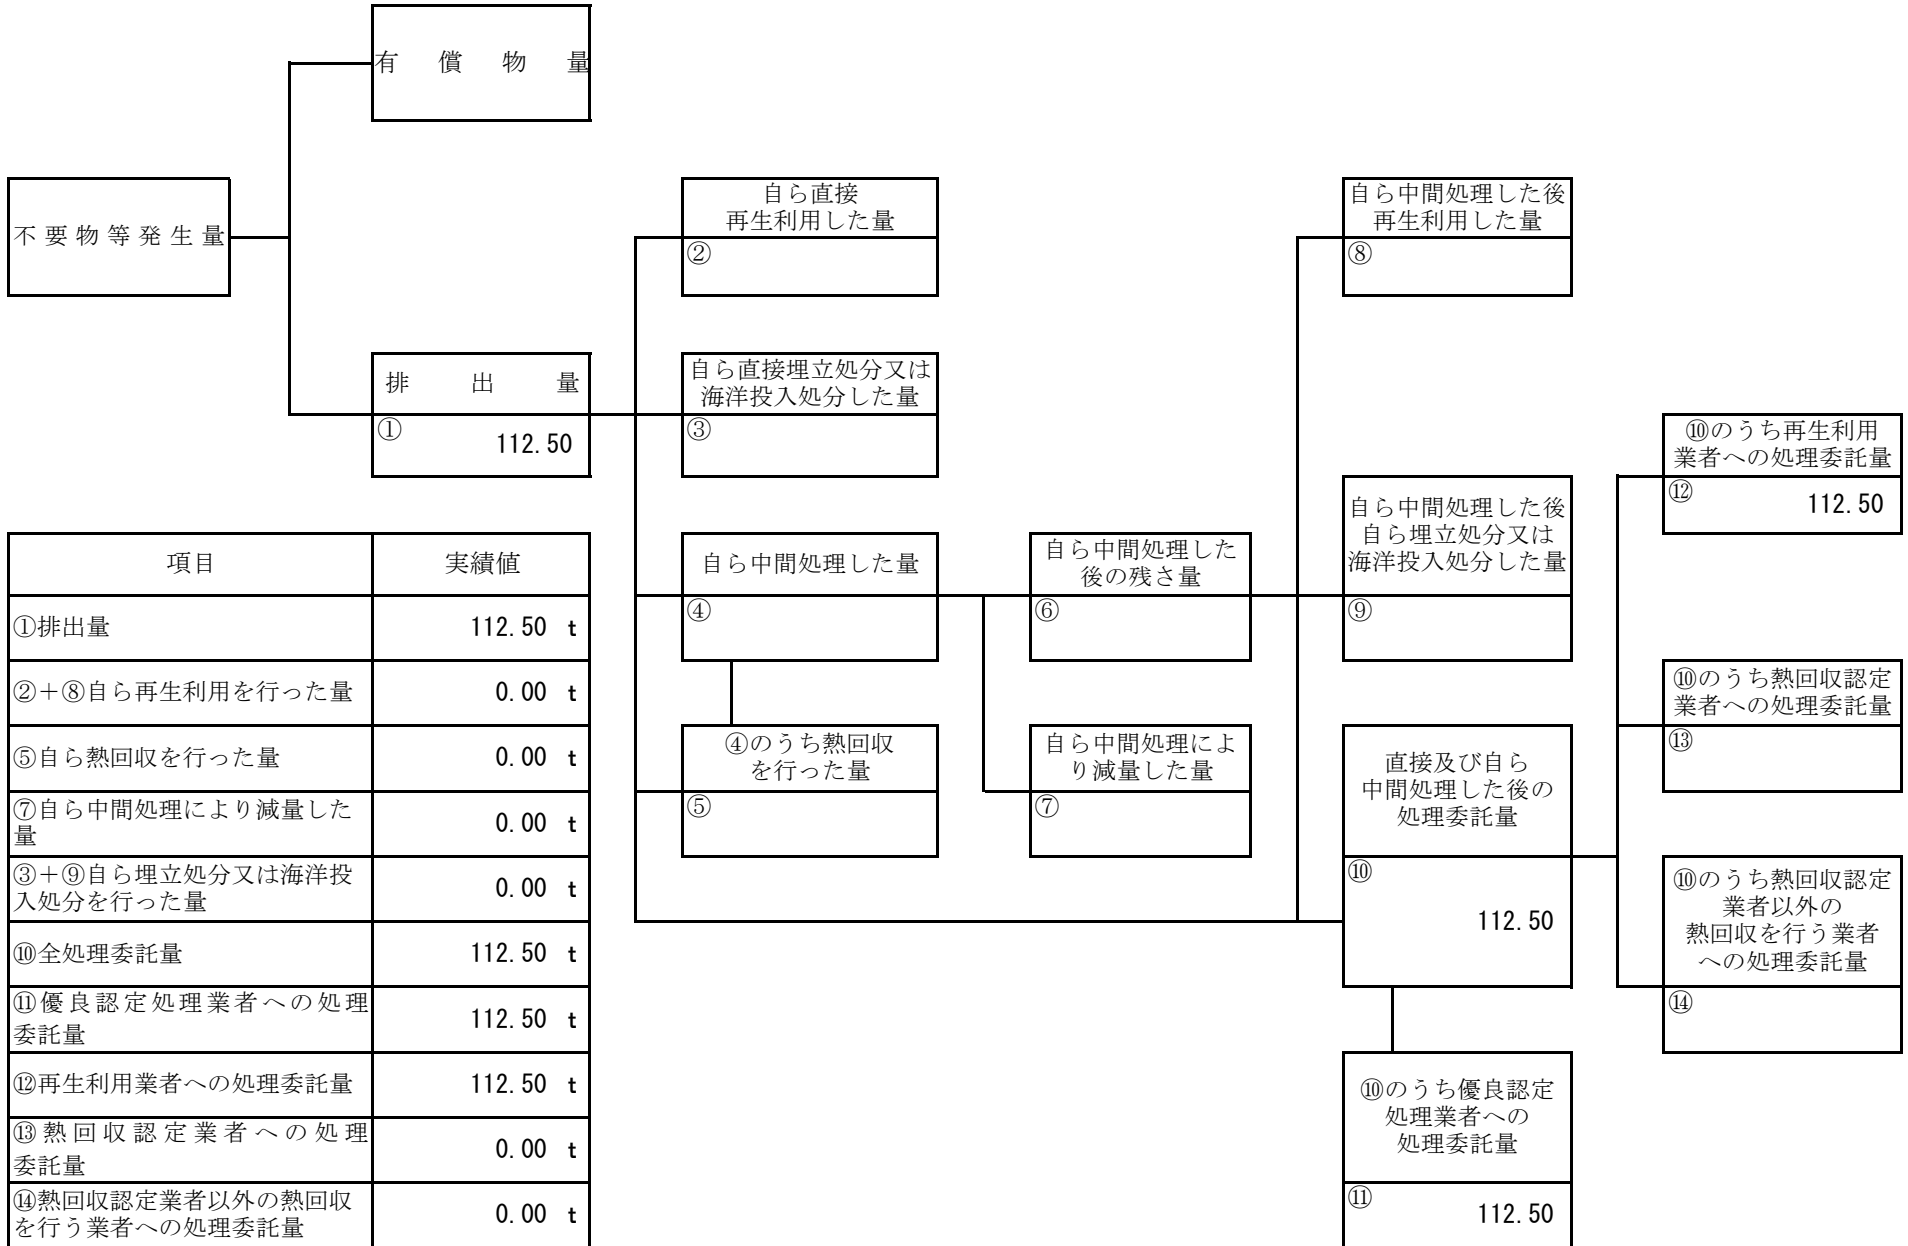 有償物量
不要物等発生量
排出量
①
112.50
自ら直接
再生利用した量
②
自ら直接埋立処分又は
海洋投入処分した量
③
自ら中間処理した量
④
④のうち熱回収
を行った量
⑤
自ら中間処理した
後の残さ量
⑥
自ら中間処理によ
り減量した量
⑦
自ら中間処理した後
再生利用した量
⑧
自ら中間処理した後
自ら埋立処分又は
海洋投入処分した量
⑨
直接及び自ら
中間処理した後の
処理委託量
⑩
112.50
⑩のうち優良認定
処理業者への
処理委託量
⑪
112.50
⑩のうち再生利用
業者への処理委託量
⑫
112.50
⑩のうち熱回収認定
業者への処理委託量
⑬
⑩のうち熱回収認定
業者以外の
熱回収を行う業者
への処理委託量
⑭
項目 実績値
①排出量 112.50 t
②+⑧自ら再生利用を行った量 0.00 t
⑤自ら熱回収を行った量 0.00 t
⑦自ら中間処理により減量した
量 0.00 t
③+⑨自ら埋立処分又は海洋投
入処分を行った量 0.00 t
⑩全処理委託量 112.50 t
⑪優良認定処理業者への処理
委託量 112.50 t
⑫再生利用業者への処理委託量 112.50 t
⑬熱回収認定業者への処理
委託量 0.00 t
⑭熱回収認定業者以外の熱回収
を行う業者への処理委託量 0.00 t